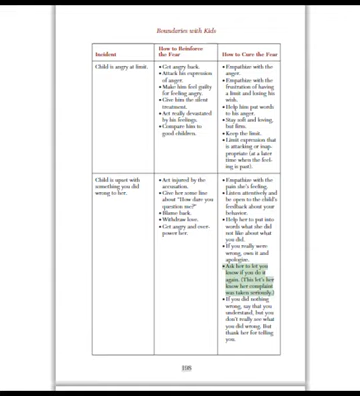 Boundaries with Kids
Incident
How to Reinforce
the Fear
How to Cure the Fear
Child is angry at limit.
• Get angry back.
• Attack his expression
of anger.
• Make him feel guilty
for feeling angry.
• Give him the silent
treatment.
• Act really devastated
by his feelings.
• Compare him to
good children.
• Empathize with the
anger.
• Empathize with the
frustration of having
a limit and losing his
wish.
• Help him put words
to his anger.
• Stay soft and loving,
but firm.
• Keep the limit.
• Limit expression that
is attacking or inap-
propriate (at a later
time when the feel-
ing is past).
Child is upset with
something you did
wrong to her.
• Act injured by the
accusation.
• Give her some line
about "How dare you
question me?"
• Blame back.
• Withdraw love.
• Get angry and over-
power her.
• Empathize with the
pain she's feeling.
• Listen attentively and
be open to the child's
feedback about your
behavior.
• Help her to put into
words what she did
not like about what
you did.
• If you really were
wrong, own it and
apologize.
• Ask her to let you
know if you do it
again. (This let's her
know her complaint
was taken seriously.)
• If you did nothing
wrong, say that you
understand, but you
don't really see what
you did wrong. But
thank her for telling
you.
198